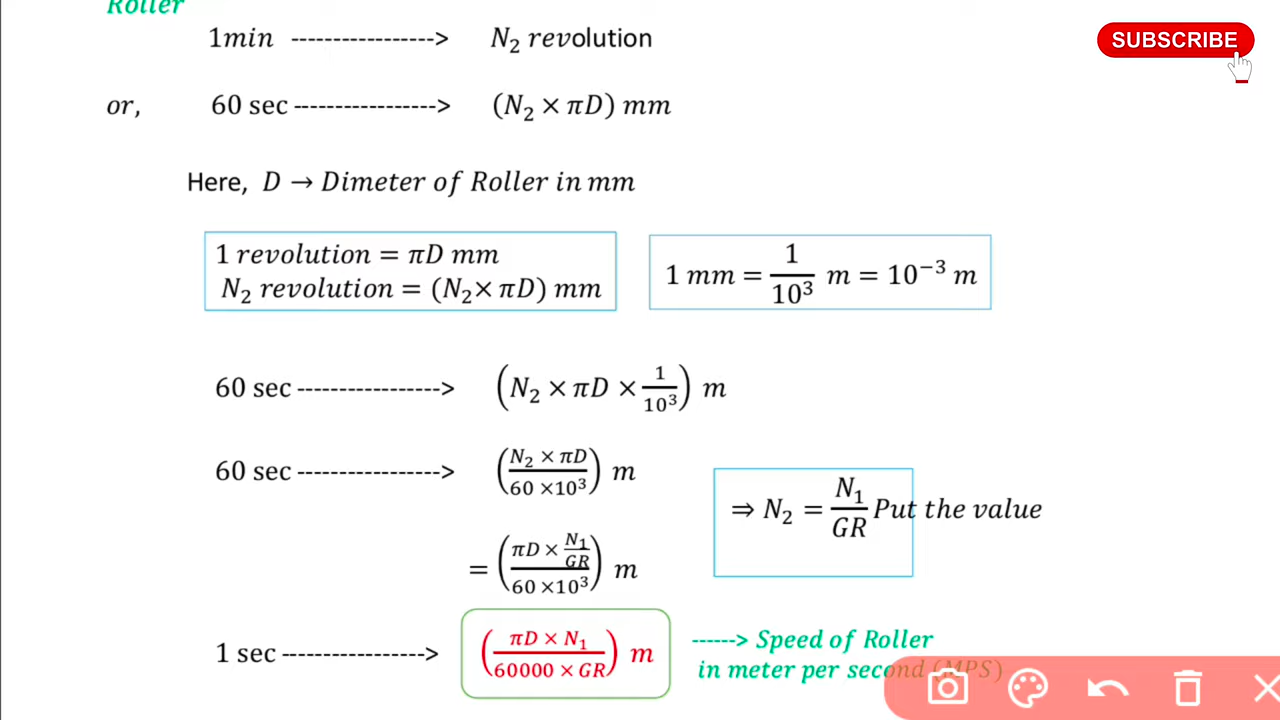 Roller
1min ----------------> N₂ revolution
SUBSCRIBE
or, 60 sec ----------------> (N₂ × πD) mm
Here, D → Dimeter of Roller in mm
1 revolution = πD mm
N₂ revolution = (N₂× πD) mm
1 mm = 1/10³ m = 10⁻³ m
60 sec ----------------> (N₂ × πD × 1/10³) m
60 sec ----------------> (N₂ × πD / 60 ×10³) m
⇒ N₂ = N₁/GR Put the value
= (πD × N₁/GR / 60 ×10³) m
1 sec ----------------> (πD × N₁ / 60000 × GR) m
------> Speed of Roller
in meter per second (MPS)